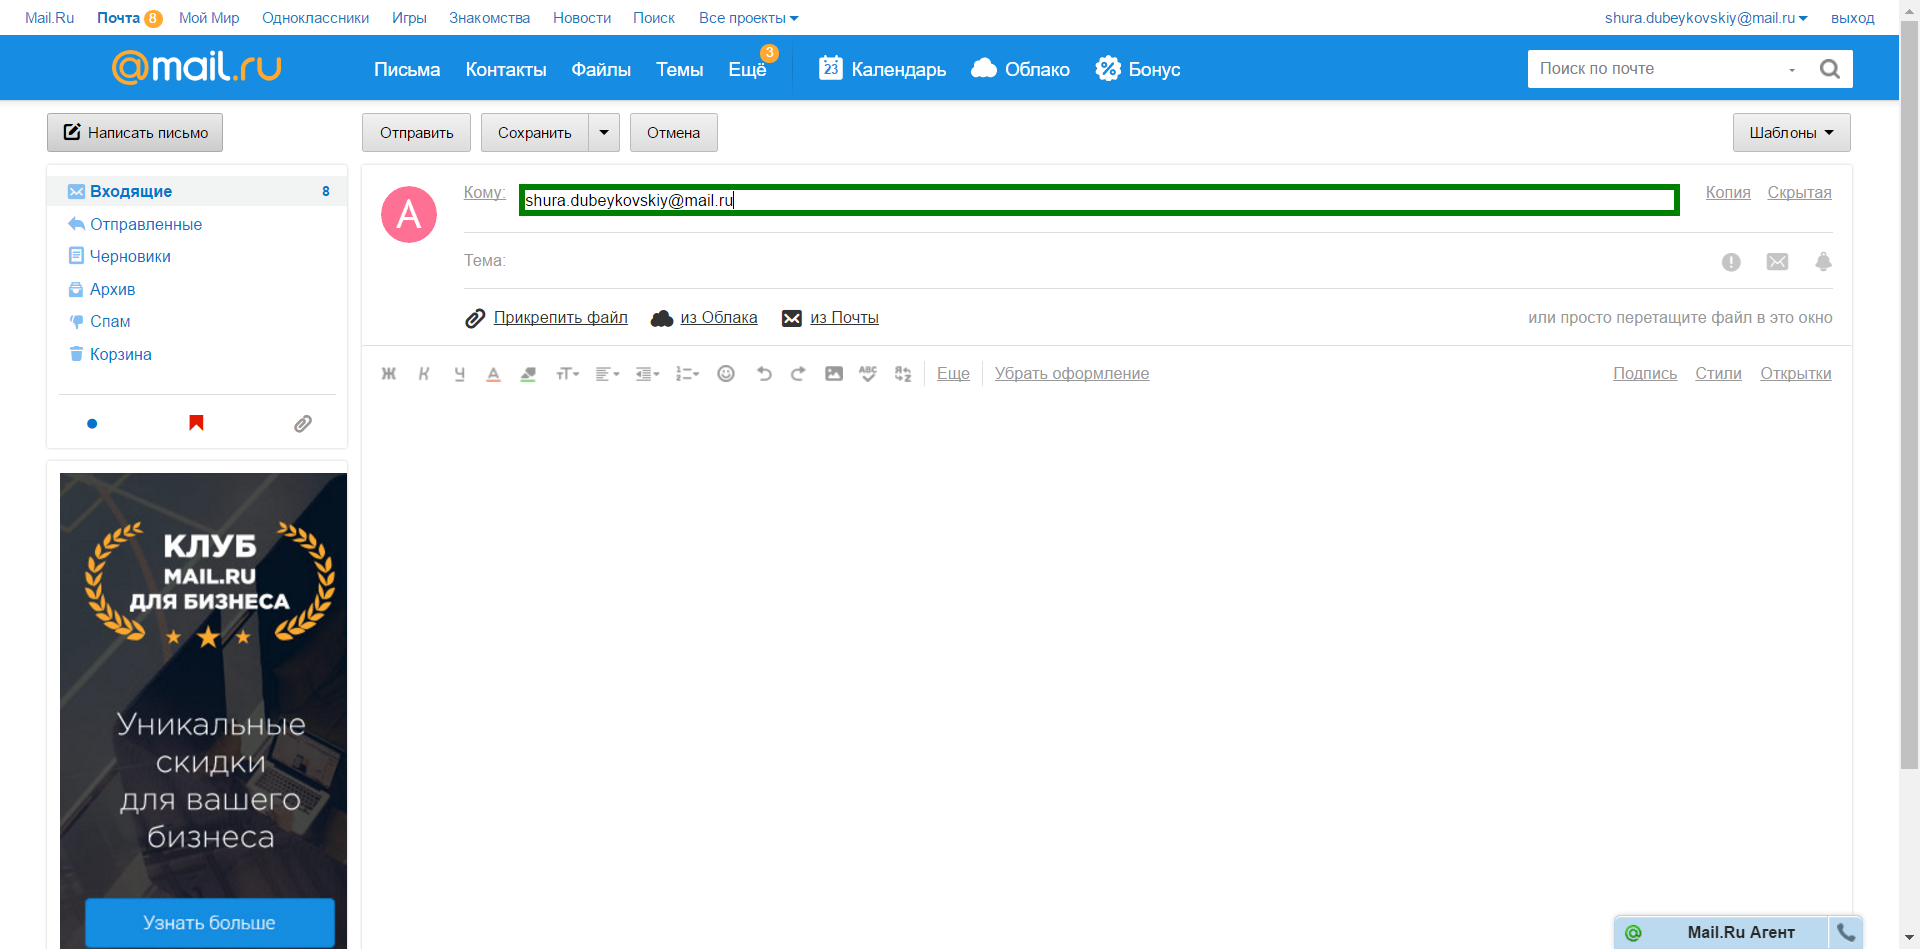 Mail.Ru Почта 8 Мой Мир Одноклассники Игры Знакомства Новости Поиск Все проекты shura.dubeykovskiy@mail.ru выход
@mail.ru Письма Контакты Файлы Темы Ещё 3 23 Календарь Облако Бонус Поиск по почте
Написать письмо Отправить Сохранить Отмена Шаблоны
Входящие 8
Отправленные
Черновики
Архив
Спам
Корзина
А
Кому: shura.dubeykovskiy@mail.ru Копия Скрытая
Тема:
Прикрепить файл из Облака из Почты или просто перетащите файл в это окно
Ж К Ч А тТ ABC Еще Убрать оформление Подпись Стили Открытки
КЛУБ
MAIL.RU
ДЛЯ БИЗНЕСА
Уникальные
скидки
для вашего
бизнеса
Узнать больше
@ Mail.Ru Агент